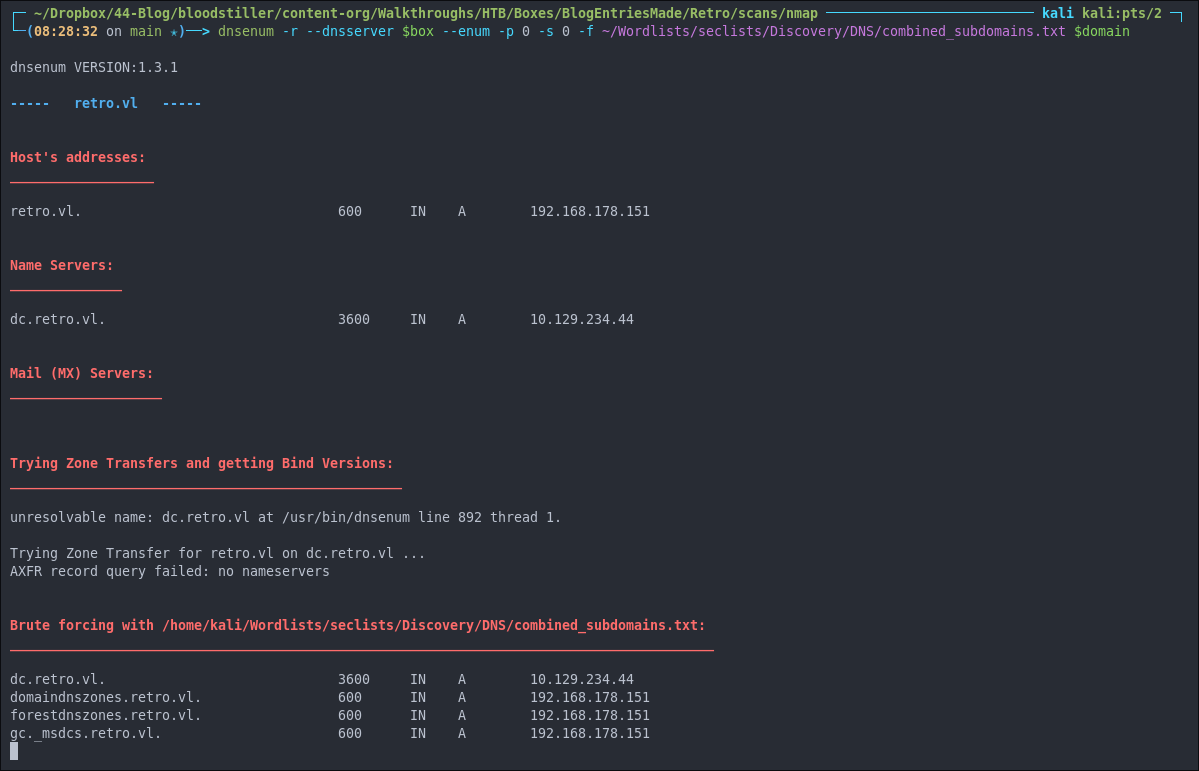 ~/Dropbox/44-Blog/bloodstiller/content-org/Walkthroughs/HTB/Boxes/BlogEntriesMade/Retro/scans/nmap kali kali:pts/2
(08:28:32 on main ✭)──> dnsenum -r --dnsserver $box --enum -p 0 -s 0 -f ~/Wordlists/seclists/Discovery/DNS/combined_subdomains.txt $domain
dnsenum VERSION:1.3.1
----- retro.vl -----
Host's addresses:
retro.vl. 600 IN A 192.168.178.151
Name Servers:
dc.retro.vl. 3600 IN A 10.129.234.44
Mail (MX) Servers:
Trying Zone Transfers and getting Bind Versions:
unresolvable name: dc.retro.vl at /usr/bin/dnsenum line 892 thread 1.
Trying Zone Transfer for retro.vl on dc.retro.vl ...
AXFR record query failed: no nameservers
Brute forcing with /home/kali/Wordlists/seclists/Discovery/DNS/combined_subdomains.txt:
dc.retro.vl. 3600 IN A 10.129.234.44
domaindnszones.retro.vl. 600 IN A 192.168.178.151
forestdnszones.retro.vl. 600 IN A 192.168.178.151
gc._msdcs.retro.vl. 600 IN A 192.168.178.151